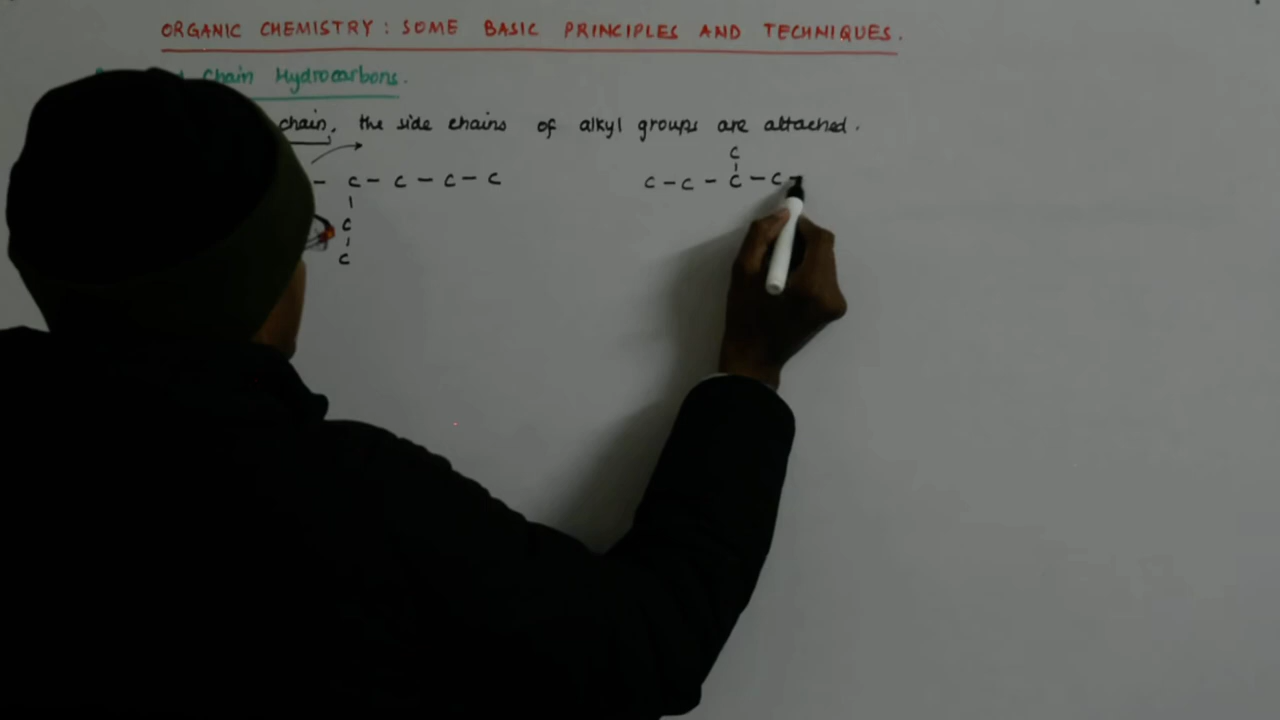 ORGANIC CHEMISTRY : SOME BASIC PRINCIPLES AND TECHNIQUES.
Chain Hydrocarbons.
chain, the side chains of alkyl groups are attached.
C
- C - C - C - C
C - C - C - C -
C
C